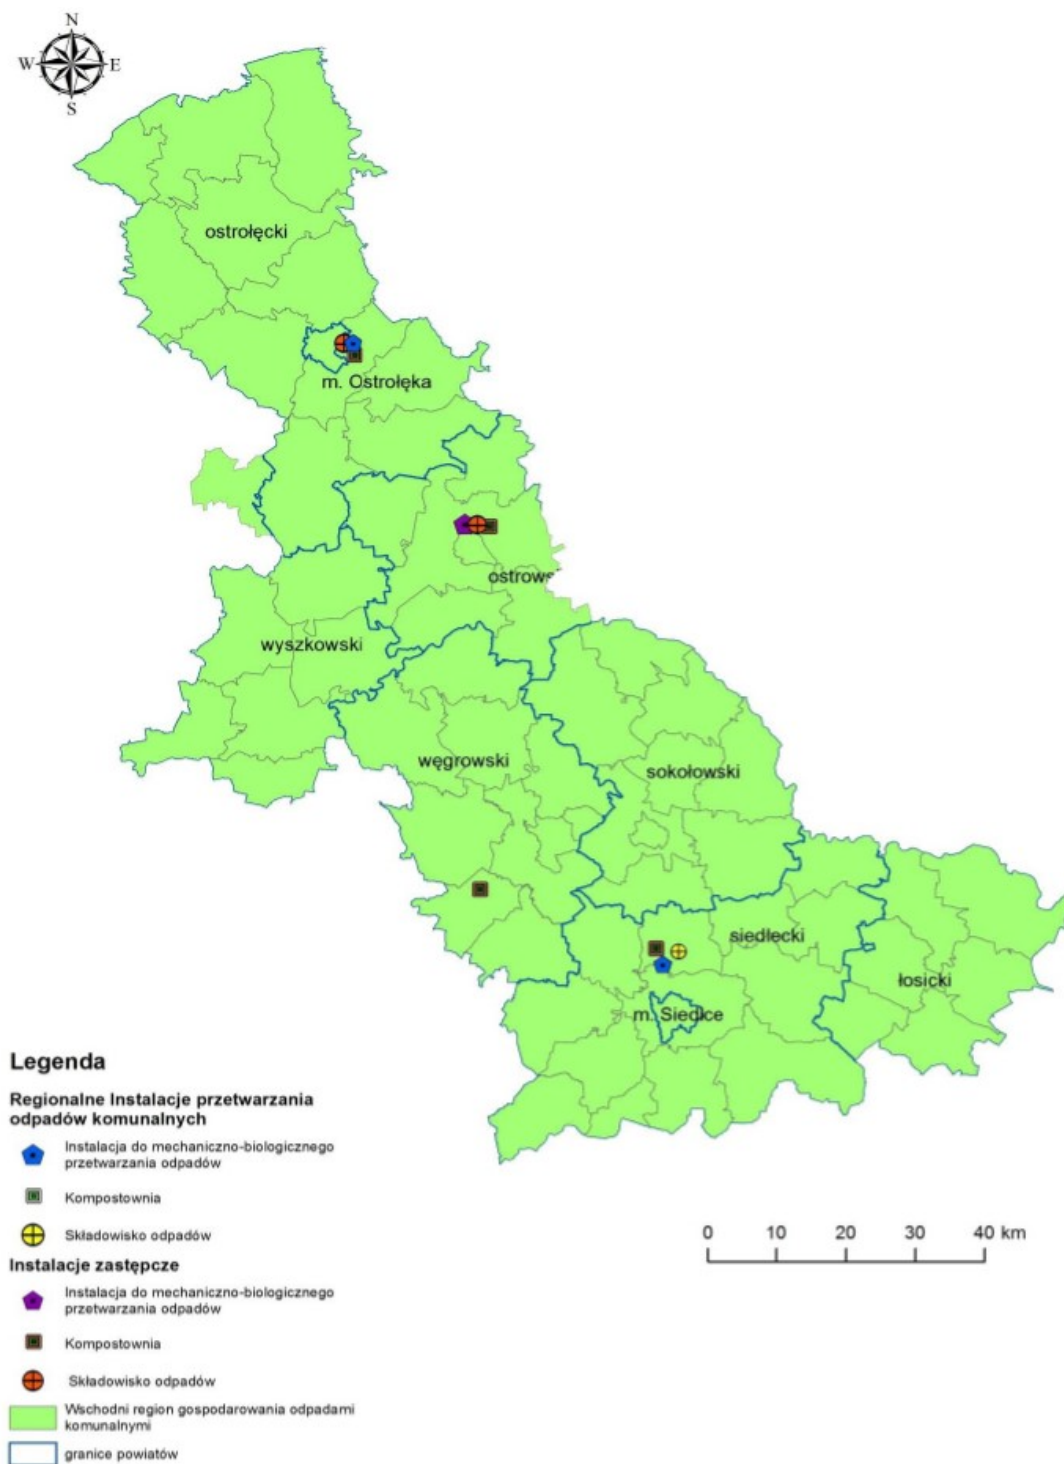 N
W E
S
ostrołęcki
m. Ostrołęka
ostrows
wyszkowski
węgrowski
sokołowski
siedlecki
łosicki
m. Siedlce
Legenda
Regionalne Instalacje przetwarzania
odpadów komunalnych
Instalacja do mechaniczno-biologicznego
przetwarzania odpadów
Kompostownia
Składowisko odpadów
Instalacje zastępcze
Instalacja do mechaniczno-biologicznego
przetwarzania odpadów
Kompostownia
Składowisko odpadów
Wschodni region gospodarowania odpadami
komunalnymi
granice powiatów
0 10 20 30 40 km